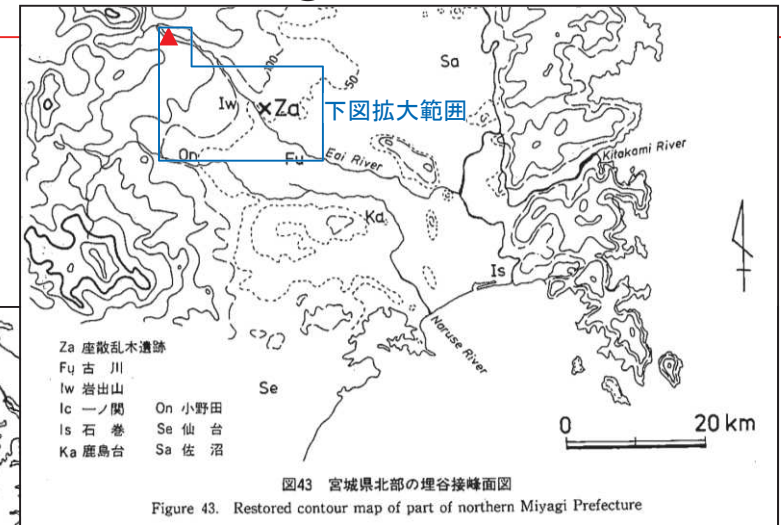 Sa
100
50
Iw
×Za
下図拡大範囲
On
Fu
Eai River
Kitakami River
Ka
Is
Naruse River
Za 座散乱木遺跡
Fu 古 川
Iw 岩出山
Ic 一ノ関 On 小野田
Is 石 巻 Se 仙 台
Ka 鹿島台 Sa 佐 沼
Se
0 20 km
図43 宮城県北部の埋谷接峰面図
Figure 43. Restored contour map of part of northern Miyagi Prefecture